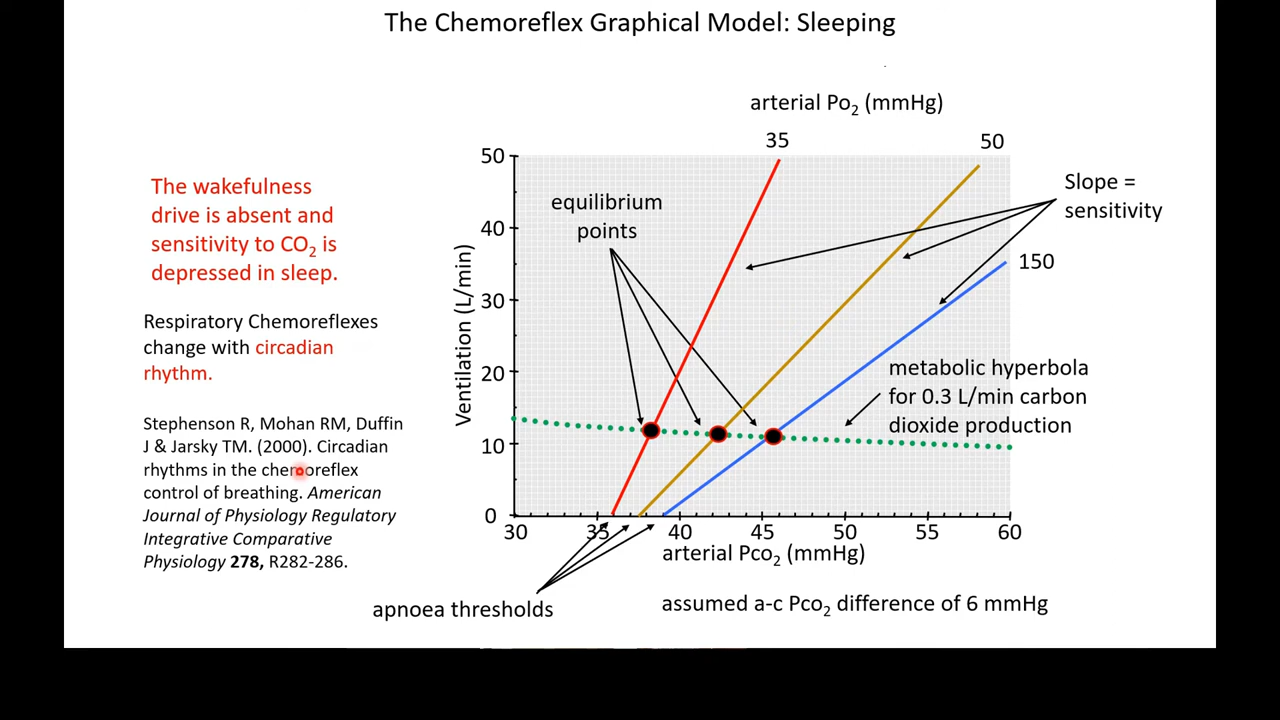 The Chemoreflex Graphical Model: Sleeping
The wakefulness
drive is absent and
sensitivity to CO₂ is
depressed in sleep.
Respiratory Chemoreflexes
change with circadian
rhythm.
Stephenson R, Mohan RM, Duffin
J & Jarsky TM. (2000). Circadian
rhythms in the chemoreflex
control of breathing. American
Journal of Physiology Regulatory
Integrative Comparative
Physiology 278, R282-286.
arterial Po₂ (mmHg)
35
50
150
Slope =
sensitivity
equilibrium
points
metabolic hyperbola
for 0.3 L/min carbon
dioxide production
Ventilation (L/min)
50
40
30
20
10
0
30 35 40 45 50 55 60
arterial Pco₂ (mmHg)
apnoea thresholds
assumed a-c Pco₂ difference of 6 mmHg